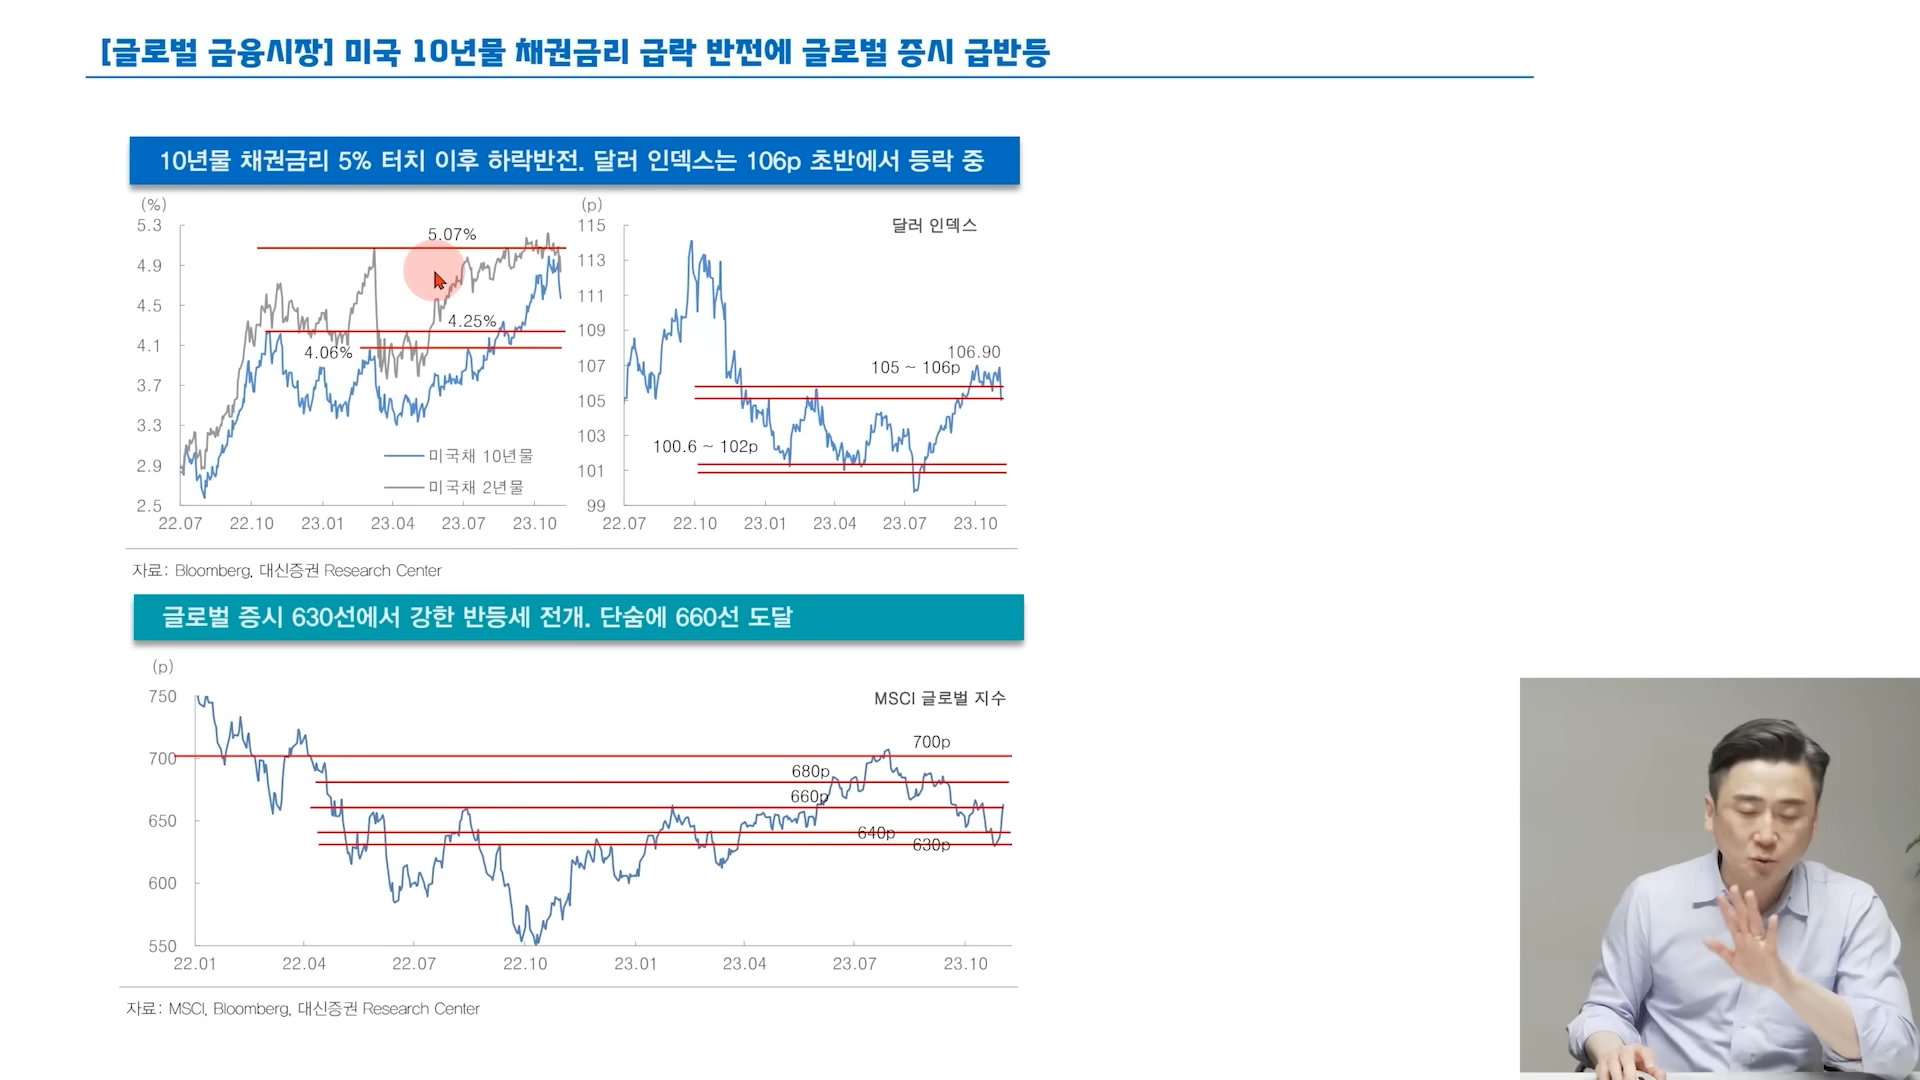 [글로벌 금융시장] 미국 10년물 채권금리 급락 반전에 글로벌 증시 급반등
10년물 채권금리 5% 터치 이후 하락반전. 달러 인덱스는 106p 초반에서 등락 중
(%)
5.3
4.9
4.5
4.1
3.7
3.3
2.9
2.5
5.07%
4.25%
4.06%
미국채 10년물
미국채 2년물
22.07 22.10 23.01 23.04 23.07 23.10
(p)
달러 인덱스
115
113
111
109
107
105
103
101
99
106.90
105 ~ 106p
100.6 ~ 102p
22.07 22.10 23.01 23.04 23.07 23.10
자료: Bloomberg, 대신증권 Research Center
글로벌 증시 630선에서 강한 반등세 전개. 단숨에 660선 도달
(p)
MSCI 글로벌 지수
750
700
650
600
550
700p
680p
660p
640p
630p
22.01 22.04 22.07 22.10 23.01 23.04 23.07 23.10
자료: MSCI, Bloomberg, 대신증권 Research Center